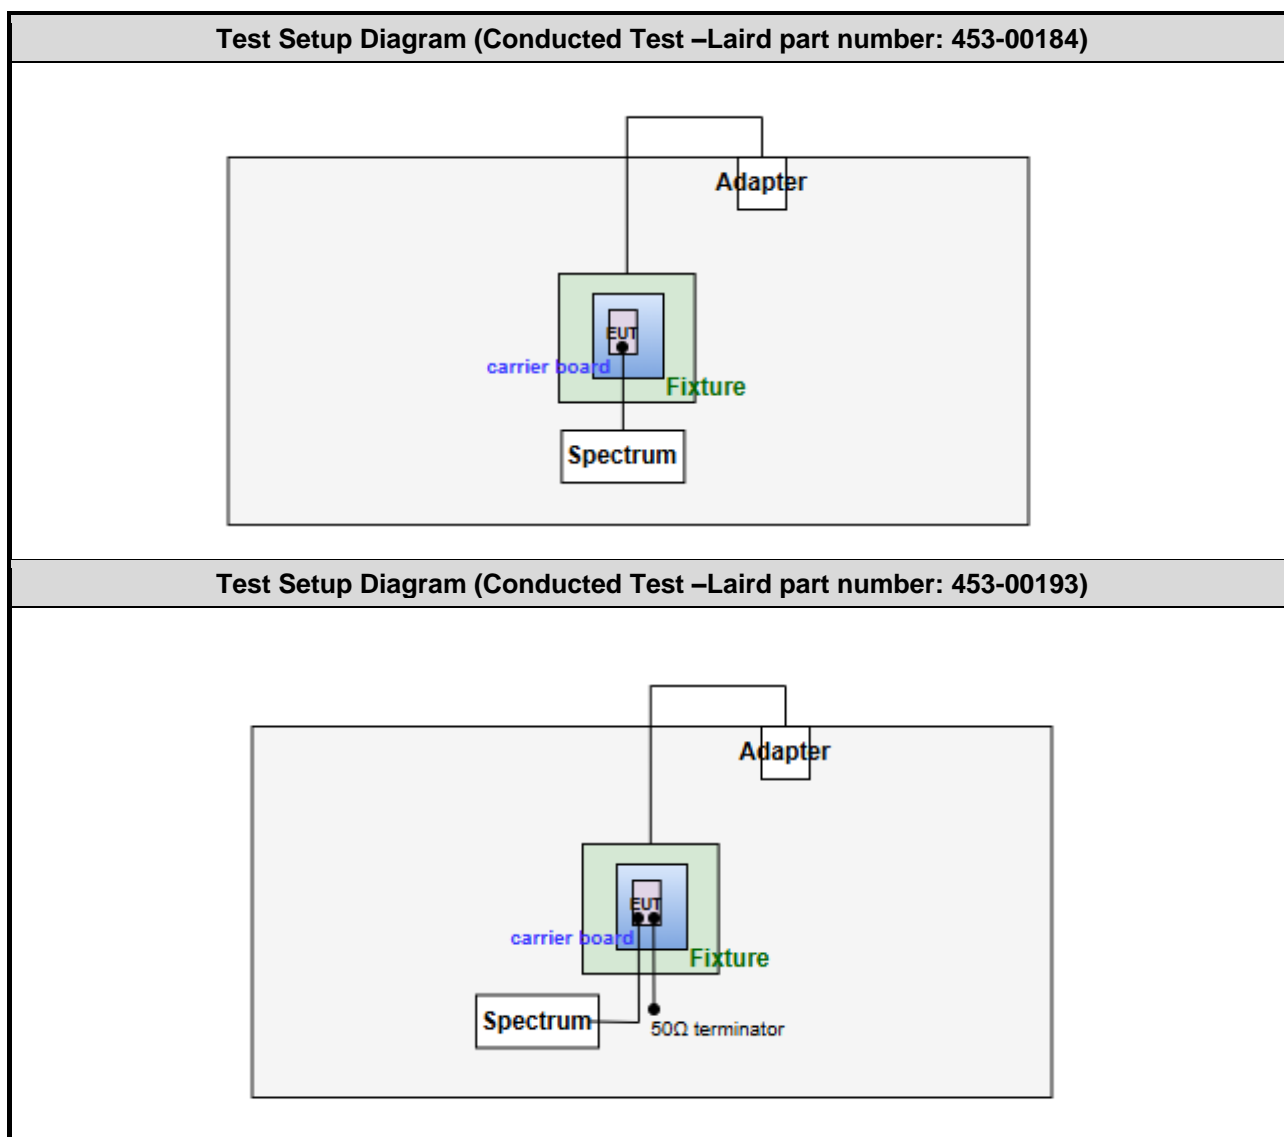 Test Setup Diagram (Conducted Test –Laird part number: 453-00184)
Adapter
EUT
carrier board
Fixture
Spectrum
Test Setup Diagram (Conducted Test –Laird part number: 453-00193)
Adapter
EUT
carrier board
Fixture
Spectrum
50Ω terminator